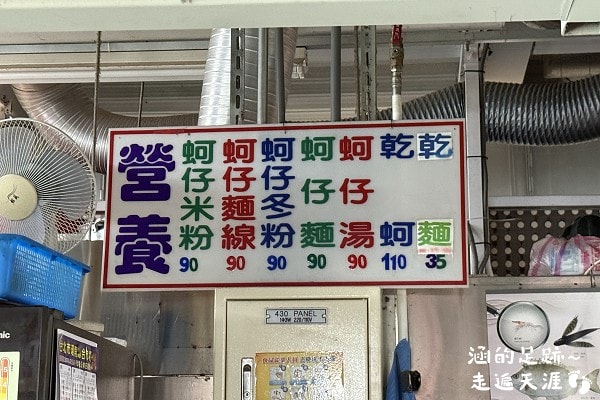 營養
蚵仔米粉 90
蚵仔麵線 90
蚵仔冬粉 90
蚵仔麵 90
蚵仔湯 90
乾蚵 110
乾麵 35
430 PANEL
涵的足跡~
走遍天涯